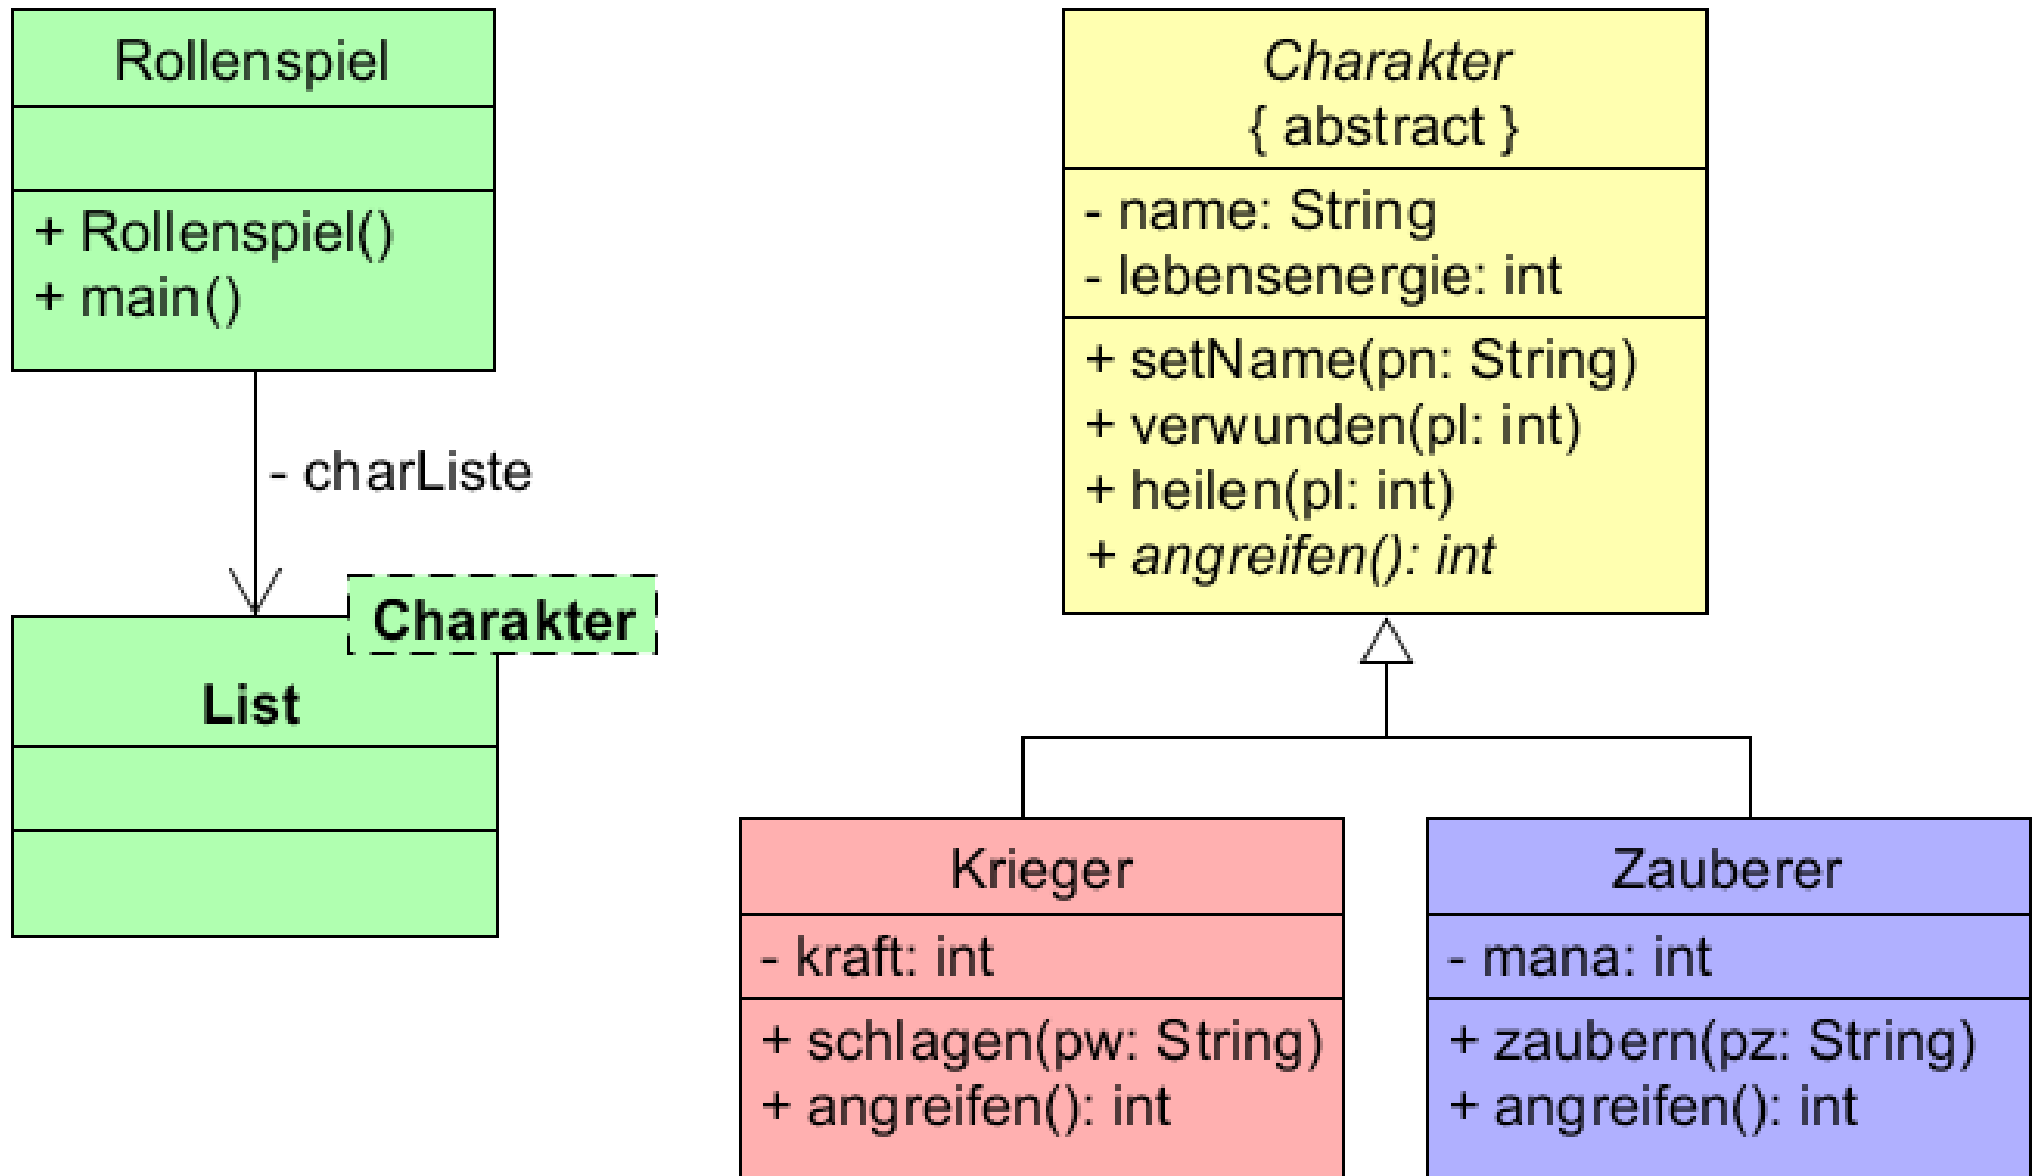 Rollenspiel
+ Rollenspiel()
+ main()
- charListe
Charakter
List
Charakter
{ abstract }
- name: String
- lebensenergie: int
+ setName(pn: String)
+ verwunden(pl: int)
+ heilen(pl: int)
+ angreifen(): int
Krieger
- kraft: int
+ schlagen(pw: String)
+ angreifen(): int
Zauberer
- mana: int
+ zaubern(pz: String)
+ angreifen(): int